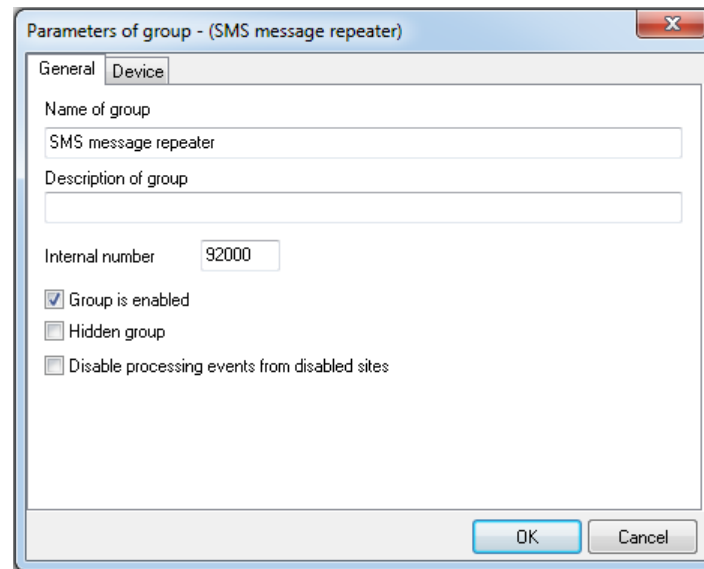 Parameters of group - (SMS message repeater)
General Device
Name of group
SMS message repeater
Description of group
Internal number 92000
Group is enabled
Hidden group
Disable processing events from disabled sites
OK Cancel